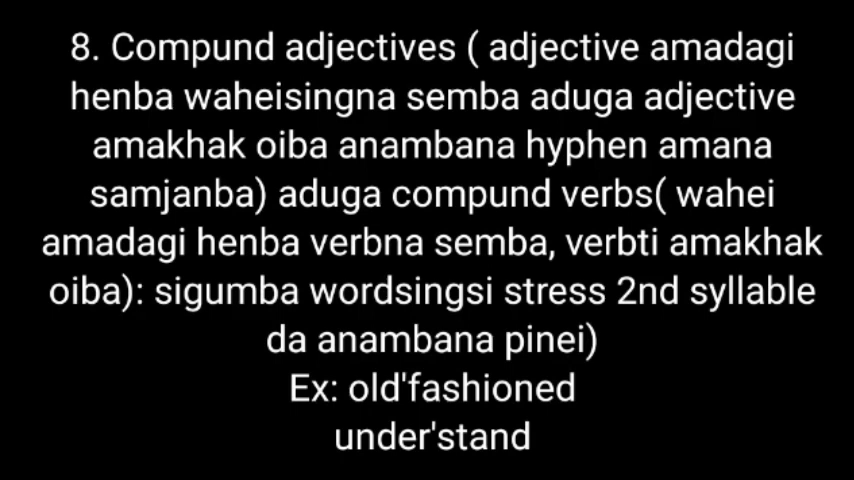 8. Compund adjectives ( adjective amadagi
henba waheisingna semba aduga adjective
amakhak oiba anambana hyphen amana
samjanba) aduga compund verbs( wahei
amadagi henba verbna semba, verbti amakhak
oiba): sigumba wordsingsi stress 2nd syllable
da anambana pinei)
Ex: old'fashioned
under'stand